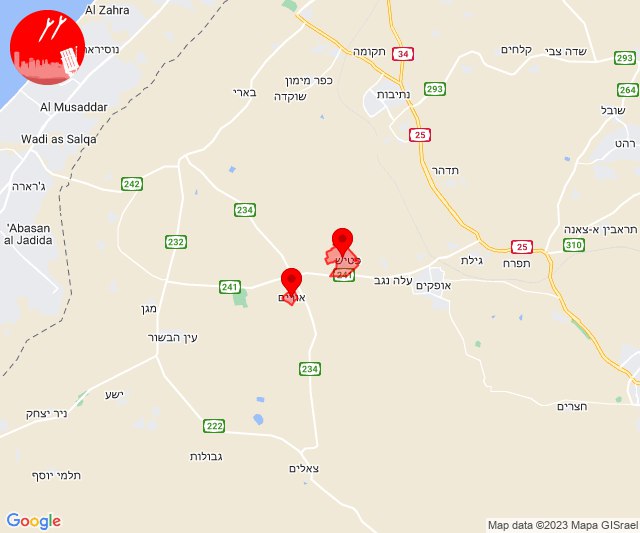 Al Zahra
נוסיראת
שדה צבי
קלחים
תקומה
34
293
כפר מימון
שוקדה
293
264
נתיבות
בארי
Al Musaddar
שובל
25
Wadi as Salqa
רהט
תדהר
ג'רארה
242
234
'Abasan
al Jadida
תראבין א-צאנה
232
25
310
גילת
תפרח
פטיש
241
עלה נגב
אופקים
241
אורים
מגן
עין הבשור
234
ישע
ניר יצחק
חצרים
222
גבולות
צאלים
תלמי יוסף
Google
Map data ©2023 Mapa GISrael